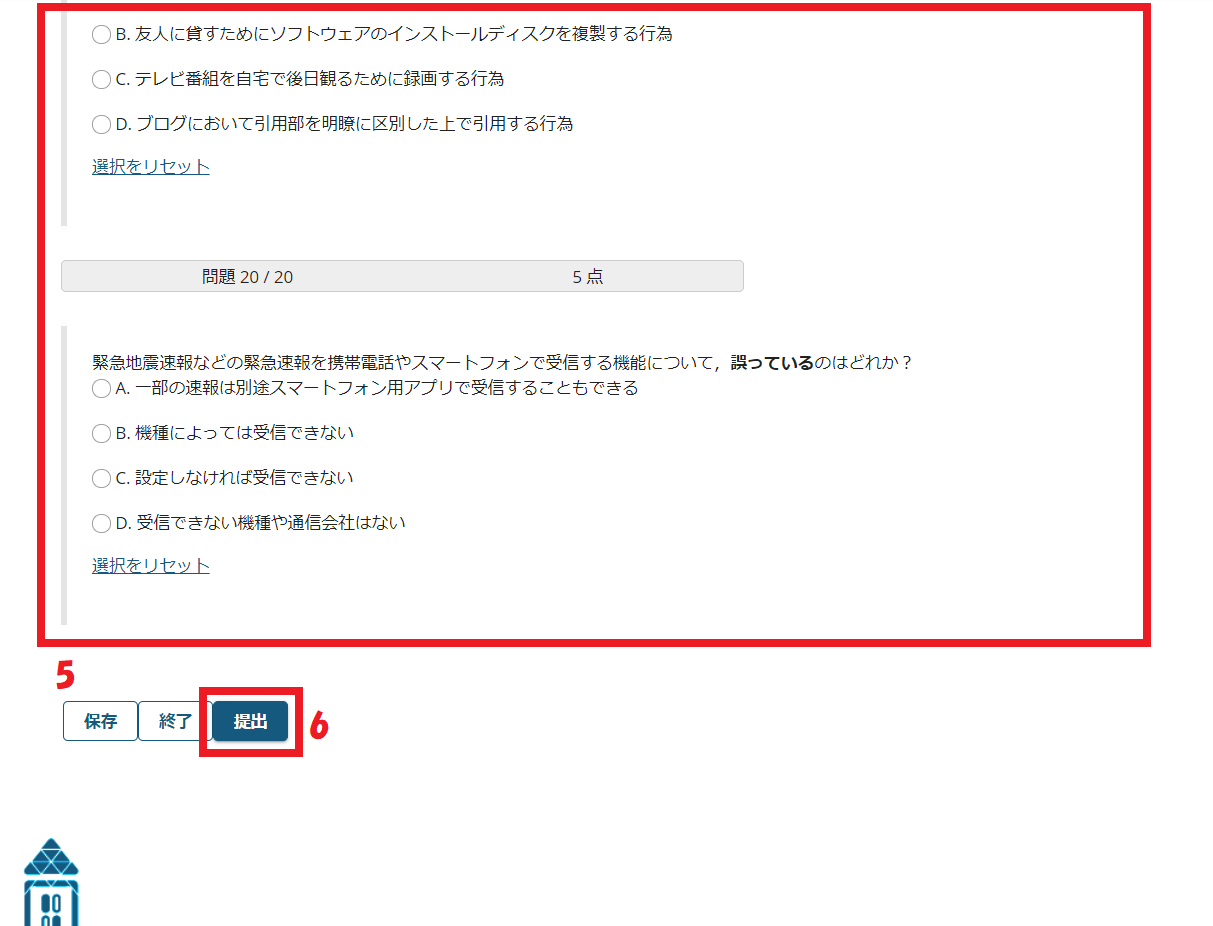 B. 友人に貸すためにソフトウェアのインストールディスクを複製する行為
C. テレビ番組を自宅で後日観るために録画する行為
D. ブログにおいて引用部を明瞭に区別した上で引用する行為
選択をリセット
問題 20 / 20 5 点
緊急地震速報などの緊急速報を携帯電話やスマートフォンで受信する機能について，誤っているのはどれか？
A. 一部の速報は別途スマートフォン用アプリで受信することもできる
B. 機種によっては受信できない
C. 設定しなければ受信できない
D. 受信できない機種や通信会社はない
選択をリセット
5
保存 終了 提出 6